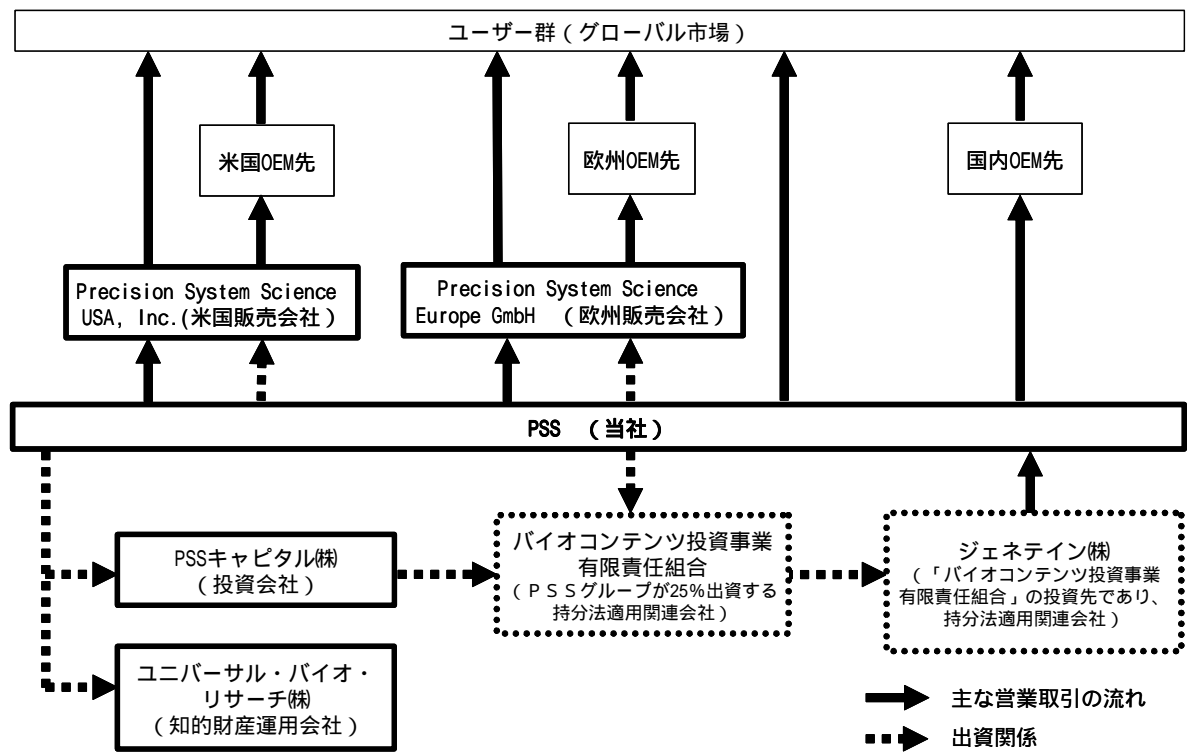 ユーザー群(グローバル市場)
米国OEM先
欧州OEM先
国内OEM先
Precision System Science
USA, Inc.(米国販売会社)
Precision System Science
Europe GmbH (欧州販売会社)
PSS (当社)
PSSキャピタル㈱
(投資会社)
バイオコンテンツ投資事業
有限責任組合
(PSSグループが25%出資する
持分法適用関連会社)
ジェネテイン㈱
(「バイオコンテンツ投資事業
有限責任組合」の投資先であり、
持分法適用関連会社)
ユニバーサル・バイオ・
リサーチ㈱
(知的財産運用会社)
主な営業取引の流れ
出資関係